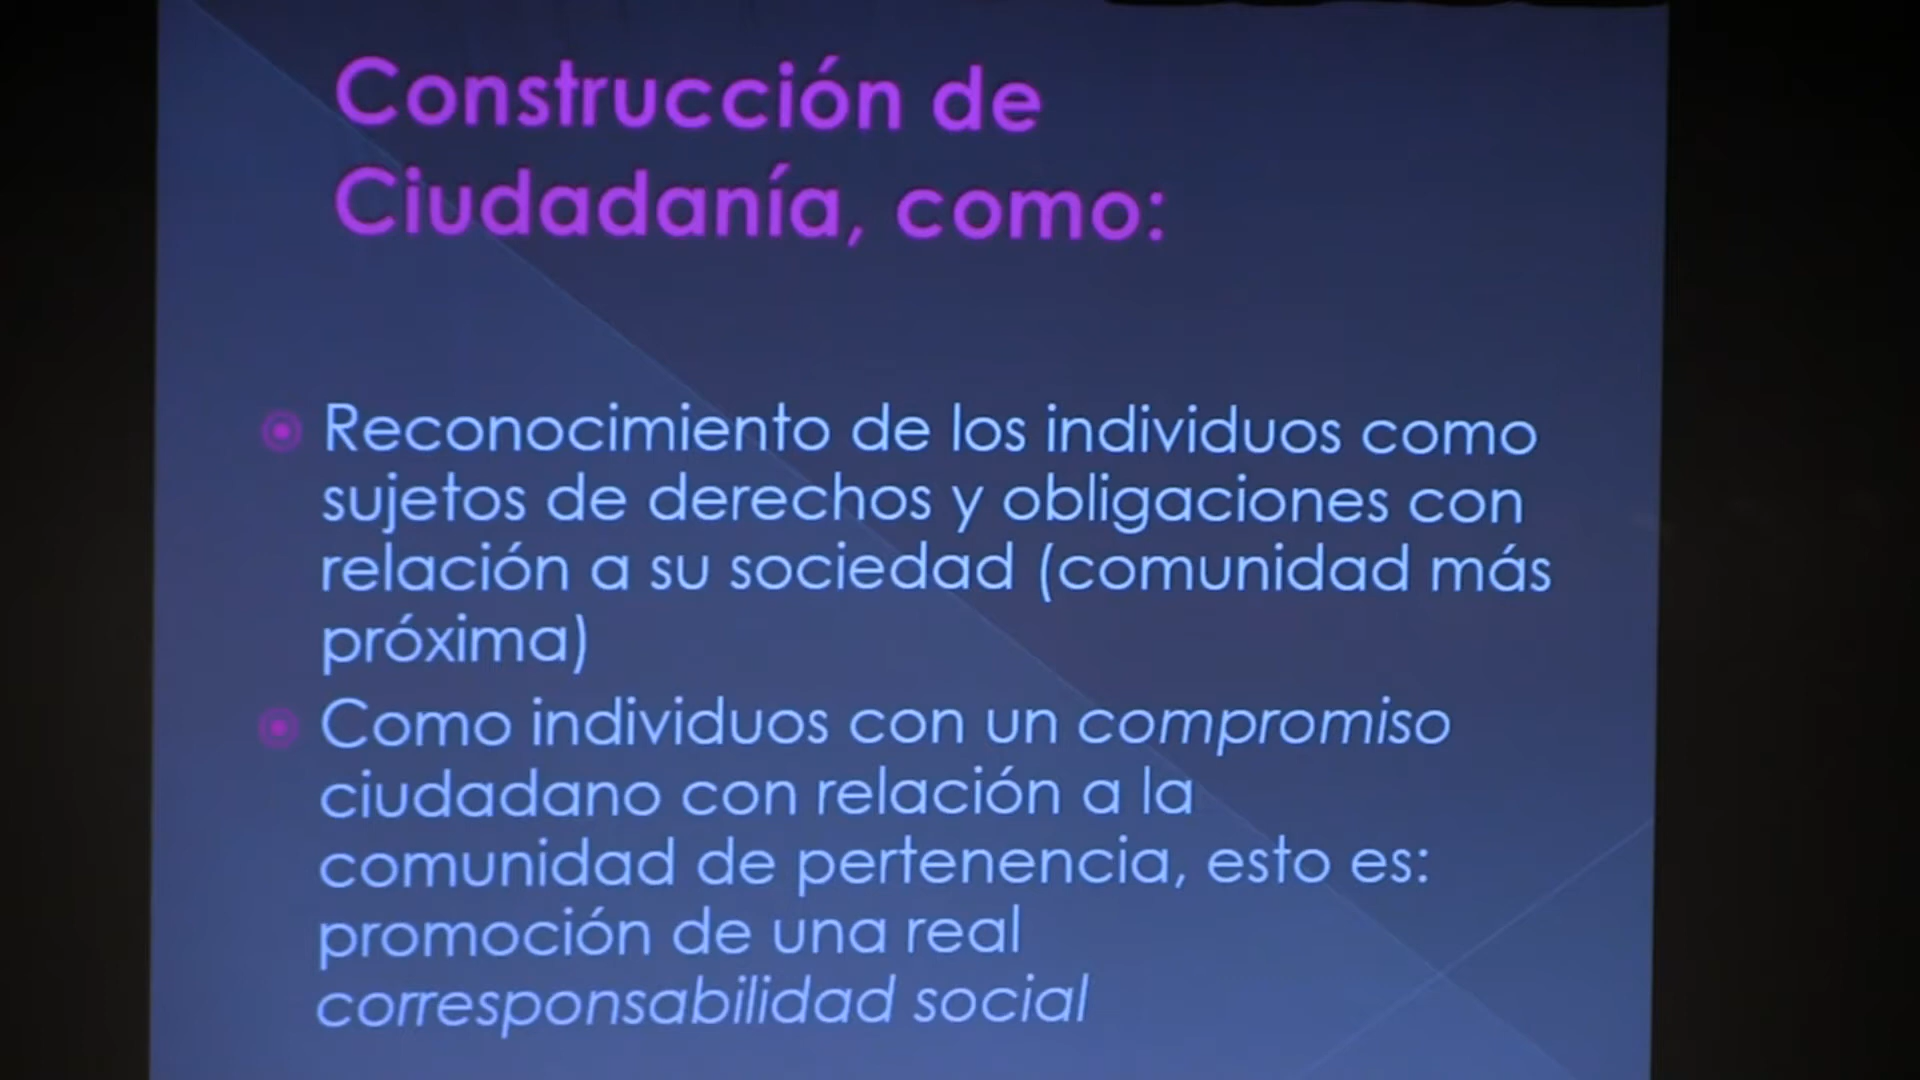 Construcción de
Ciudadanía, como:
Reconocimiento de los individuos como
sujetos de derechos y obligaciones con
relación a su sociedad (comunidad más
próxima)
Como individuos con un compromiso
ciudadano con relación a la
comunidad de pertenencia, esto es:
promoción de una real
corresponsabilidad social